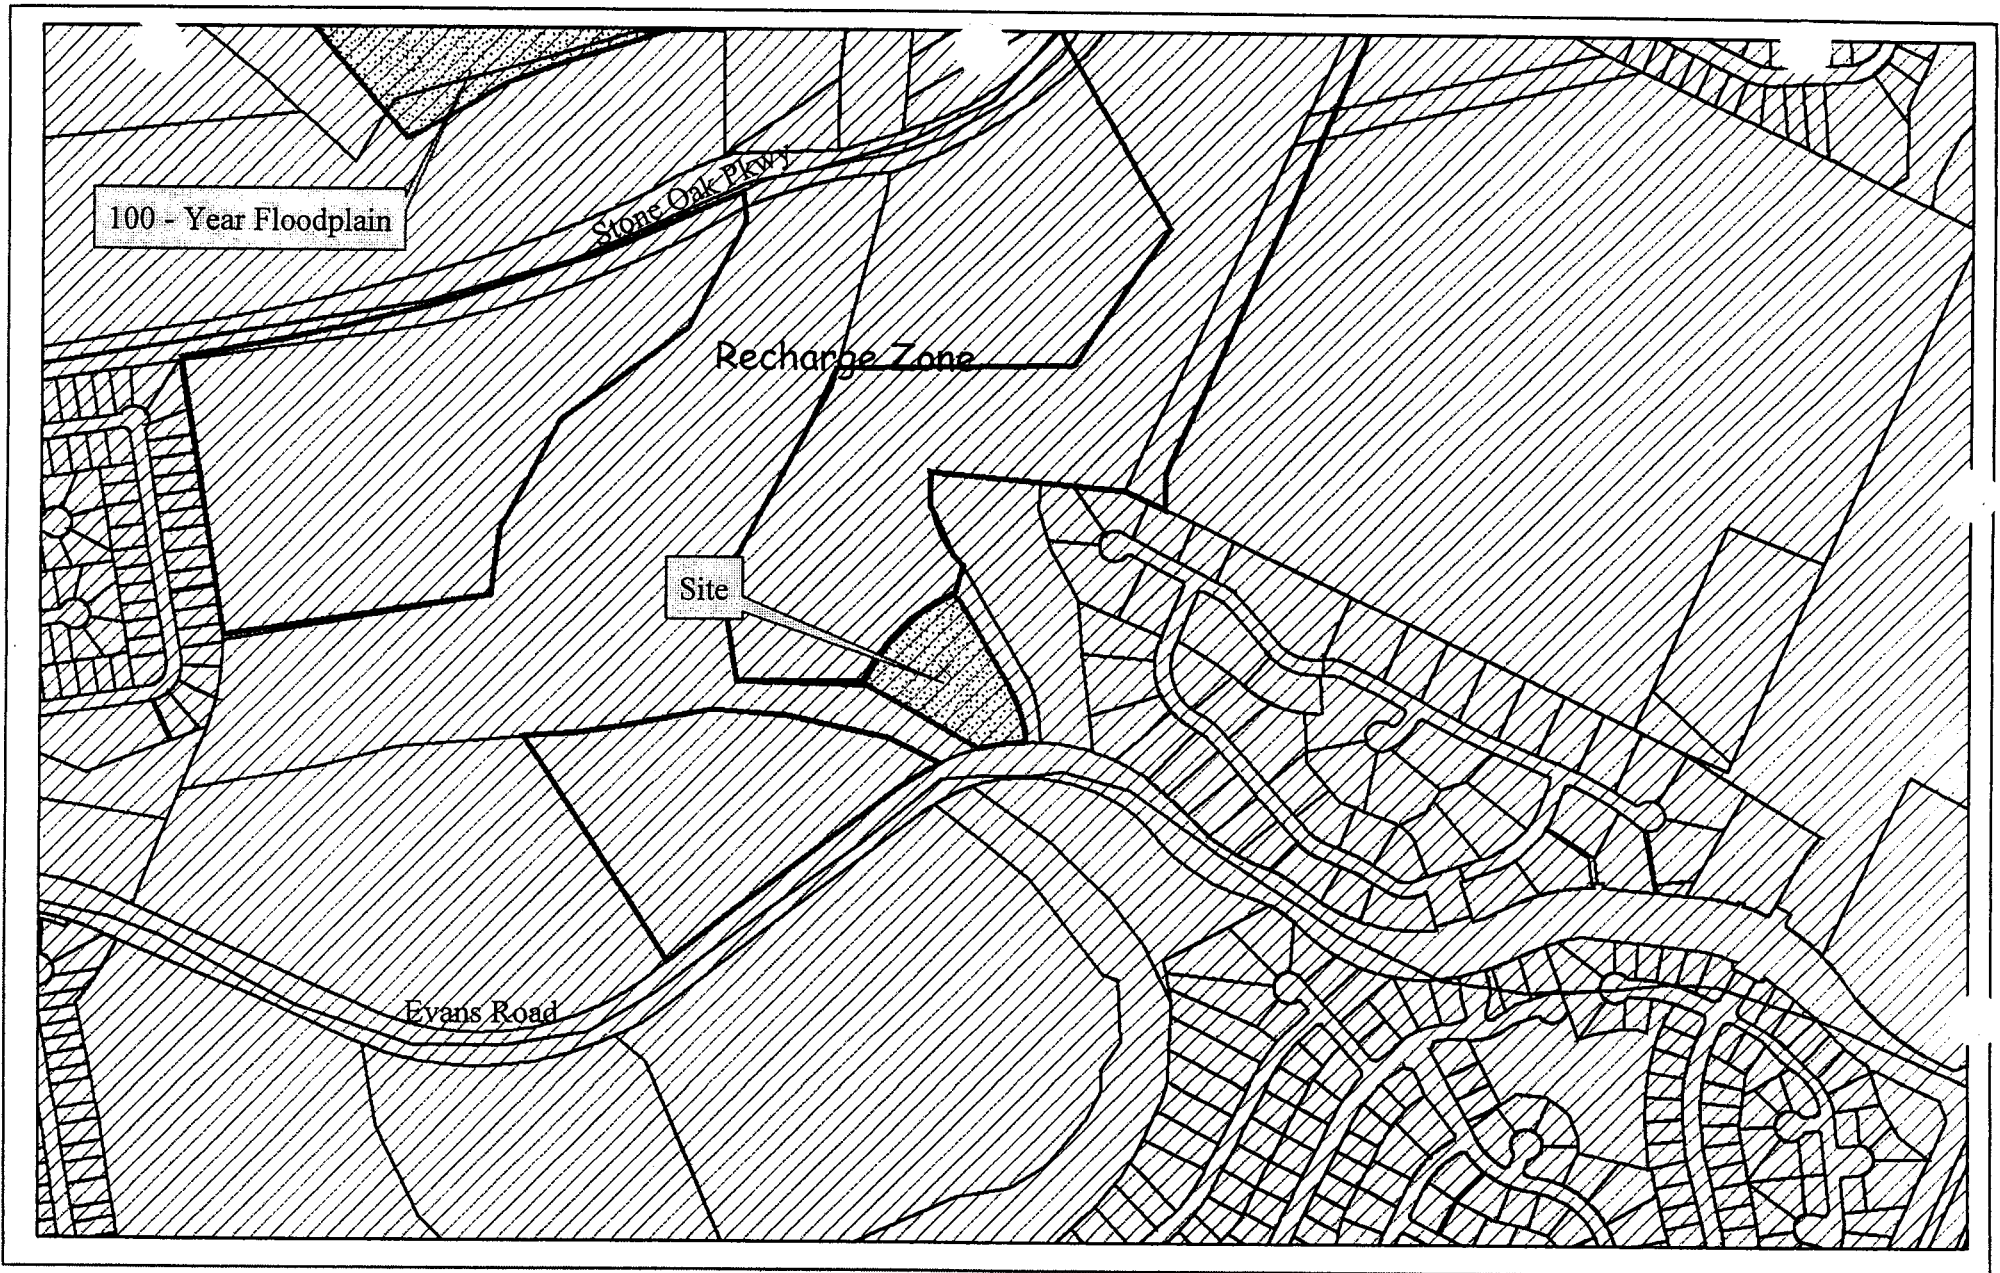 Stone Oak Pkwy
100 - Year Floodplain
Recharge Zone
Site
Evans Road